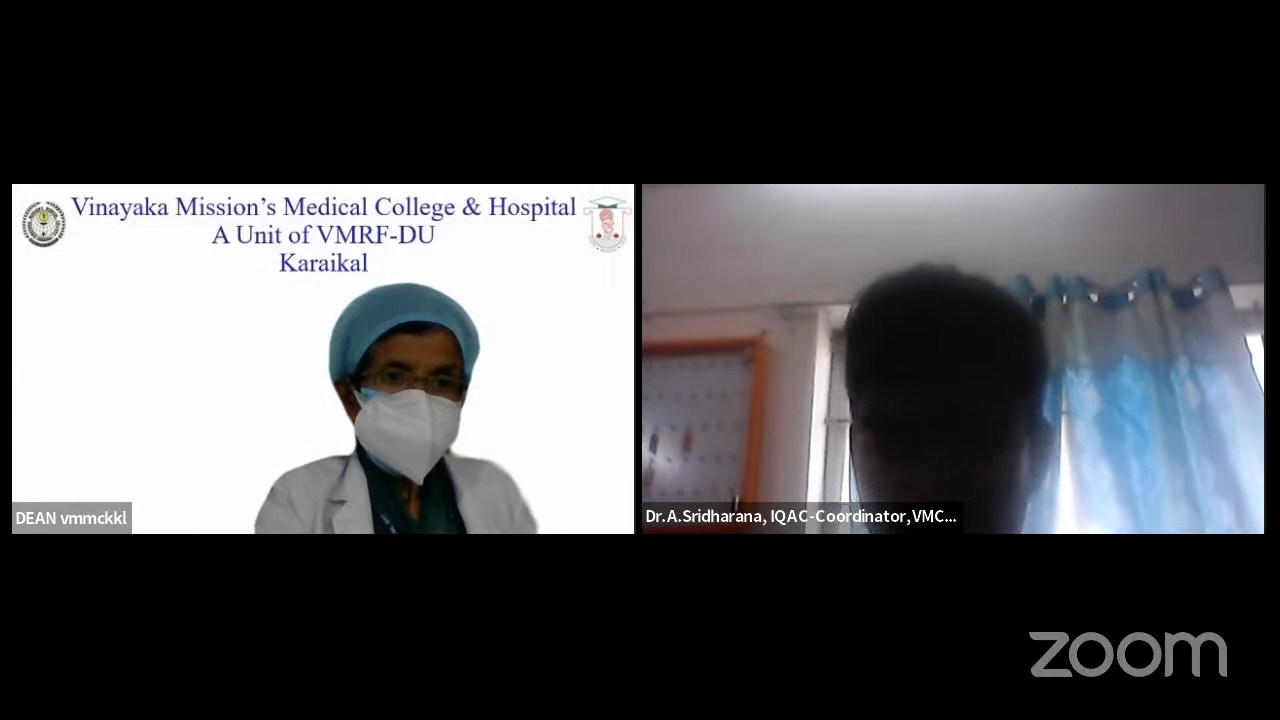 Vinayaka Mission's Medical College & Hospital
A Unit of VMRF-DU
Karaikal
DEAN vmmckkl
Dr.A.Sridharana, IQAC-Coordinator,VMC...
zoom